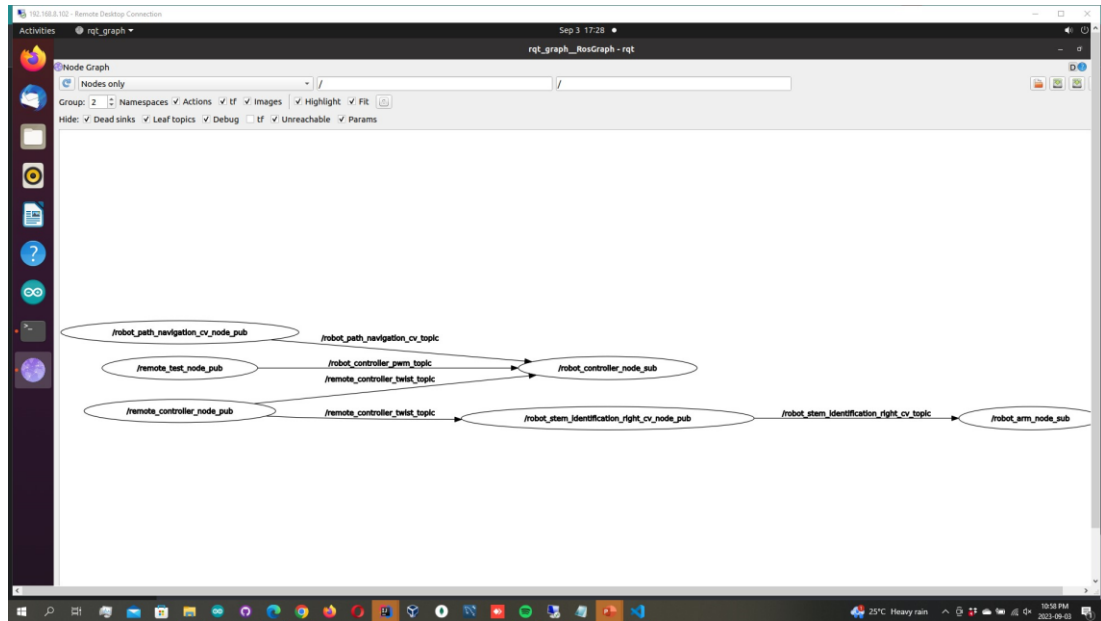 192.168.8.102 - Remote Desktop Connection
Activities rqt_graph Sep 3 17:28
rqt_graph__RosGraph - rqt
Node Graph
Nodes only / /
Group: 2 Namespaces Actions tf Images Highlight Fit
Hide: Dead sinks Leaf topics Debug tf Unreachable Params
/robot_path_navigation_cv_node_pub
/robot_path_navigation_cv_topic
/remote_test_node_pub
/robot_controller_pwm_topic
/robot_controller_node_sub
/remote_controller_twist_topic
/remote_controller_node_pub
/remote_controller_twist_topic
/robot_stem_identification_right_cv_node_pub
/robot_stem_identification_right_cv_topic
/robot_arm_node_sub
25°C Heavy rain
10:58 PM
2023-09-03